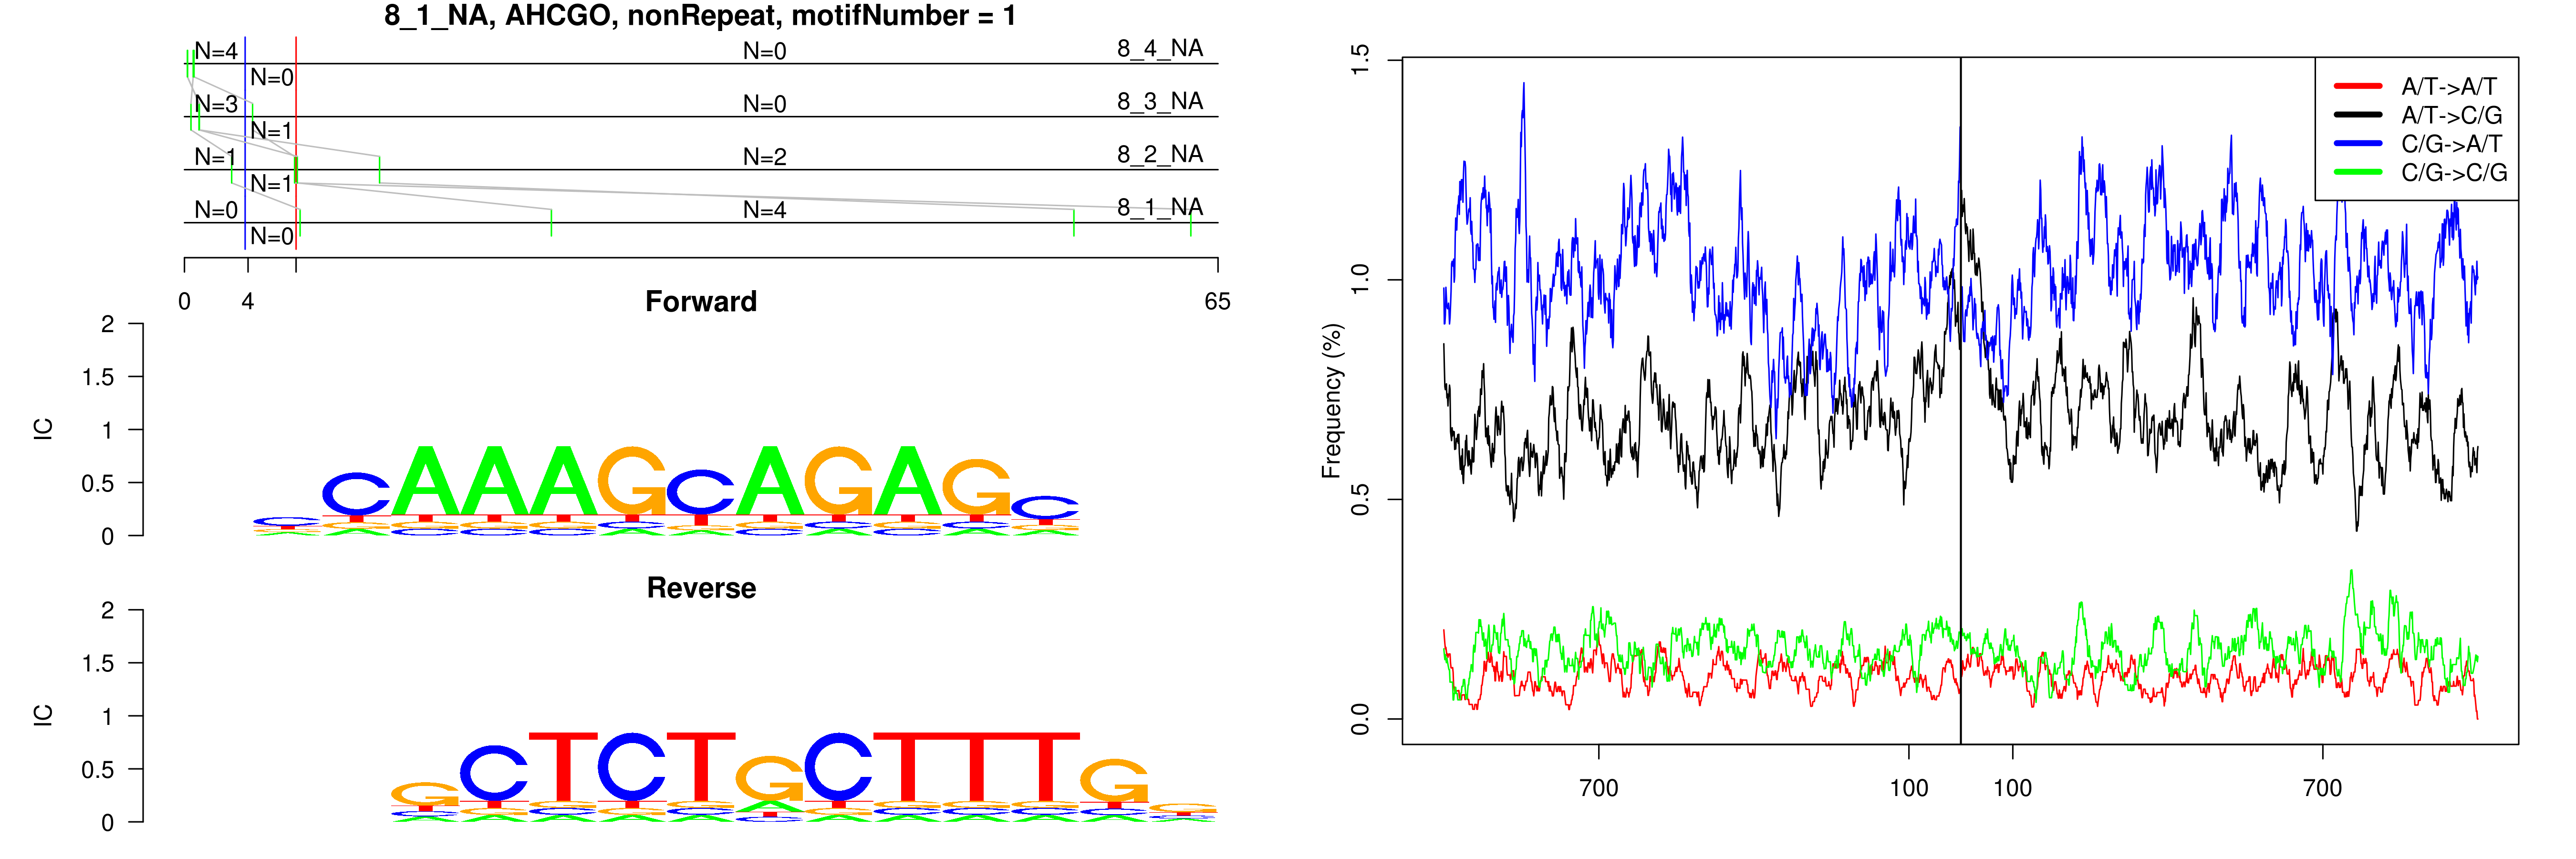 8_1_NA, AHCGO, nonRepeat, motifNumber = 1
N=4 N=0 8_4_NA
N=0
N=3 N=0 8_3_NA
N=1
N=1 N=2 8_2_NA
N=1
N=0 N=4 8_1_NA
N=0
0 4 65
Forward
2
1.5
1
0.5
0
IC
CCAAAGCAGAGC
Reverse
2
1.5
1
0.5
0
IC
GCTCTGCTTTGG
1.5
1.0
0.5
0.0
Frequency (%)
A/T->A/T
A/T->C/G
C/G->A/T
C/G->C/G
700 100 100 700